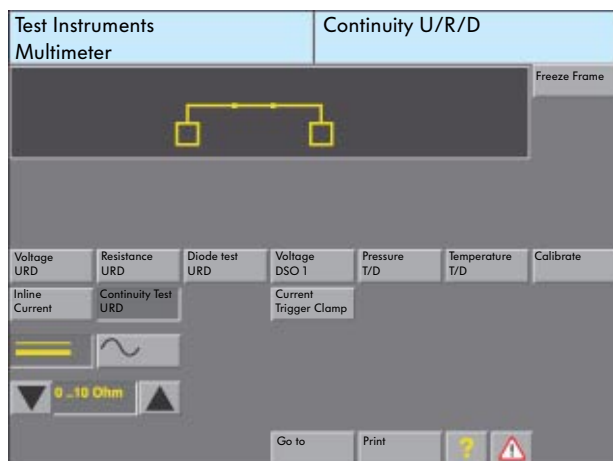 Test Instruments
Multimeter
Continuity U/R/D
Freeze Frame
Voltage
URD
Resistance
URD
Diode test
URD
Voltage
DSO 1
Pressure
T/D
Temperature
T/D
Calibrate
Inline
Current
Continuity Test
URD
Current
Trigger Clamp
0 ..10 Ohm
Go to
Print
?
!